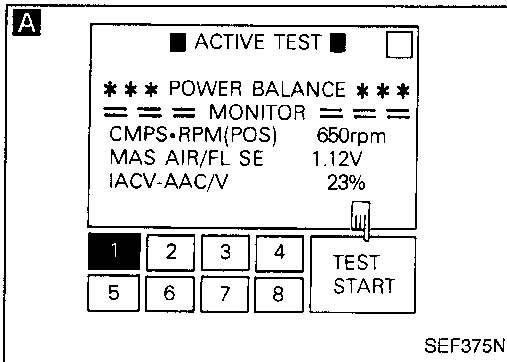 A
■ ACTIVE TEST ■
*** POWER BALANCE ***
=== MONITOR ===
CMPS•RPM(POS) 650rpm
MAS AIR/FL SE 1.12V
IACV-AAC/V 23%
1 2 3 4
5 6 7 8
TEST
START
SEF375N